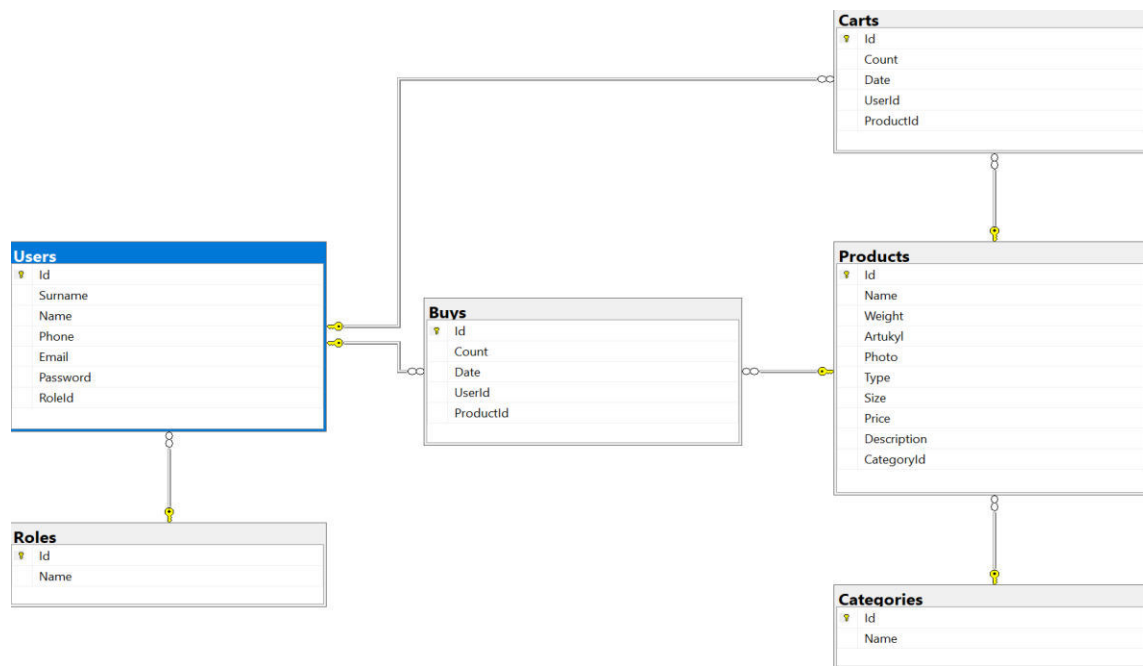 Carts
Id
Count
Date
UserId
ProductId
Users
Id
Surname
Name
Phone
Email
Password
RoleId
Buys
Id
Count
Date
UserId
ProductId
Products
Id
Name
Weight
Artukyl
Photo
Type
Size
Price
Description
CategoryId
Roles
Id
Name
Categories
Id
Name